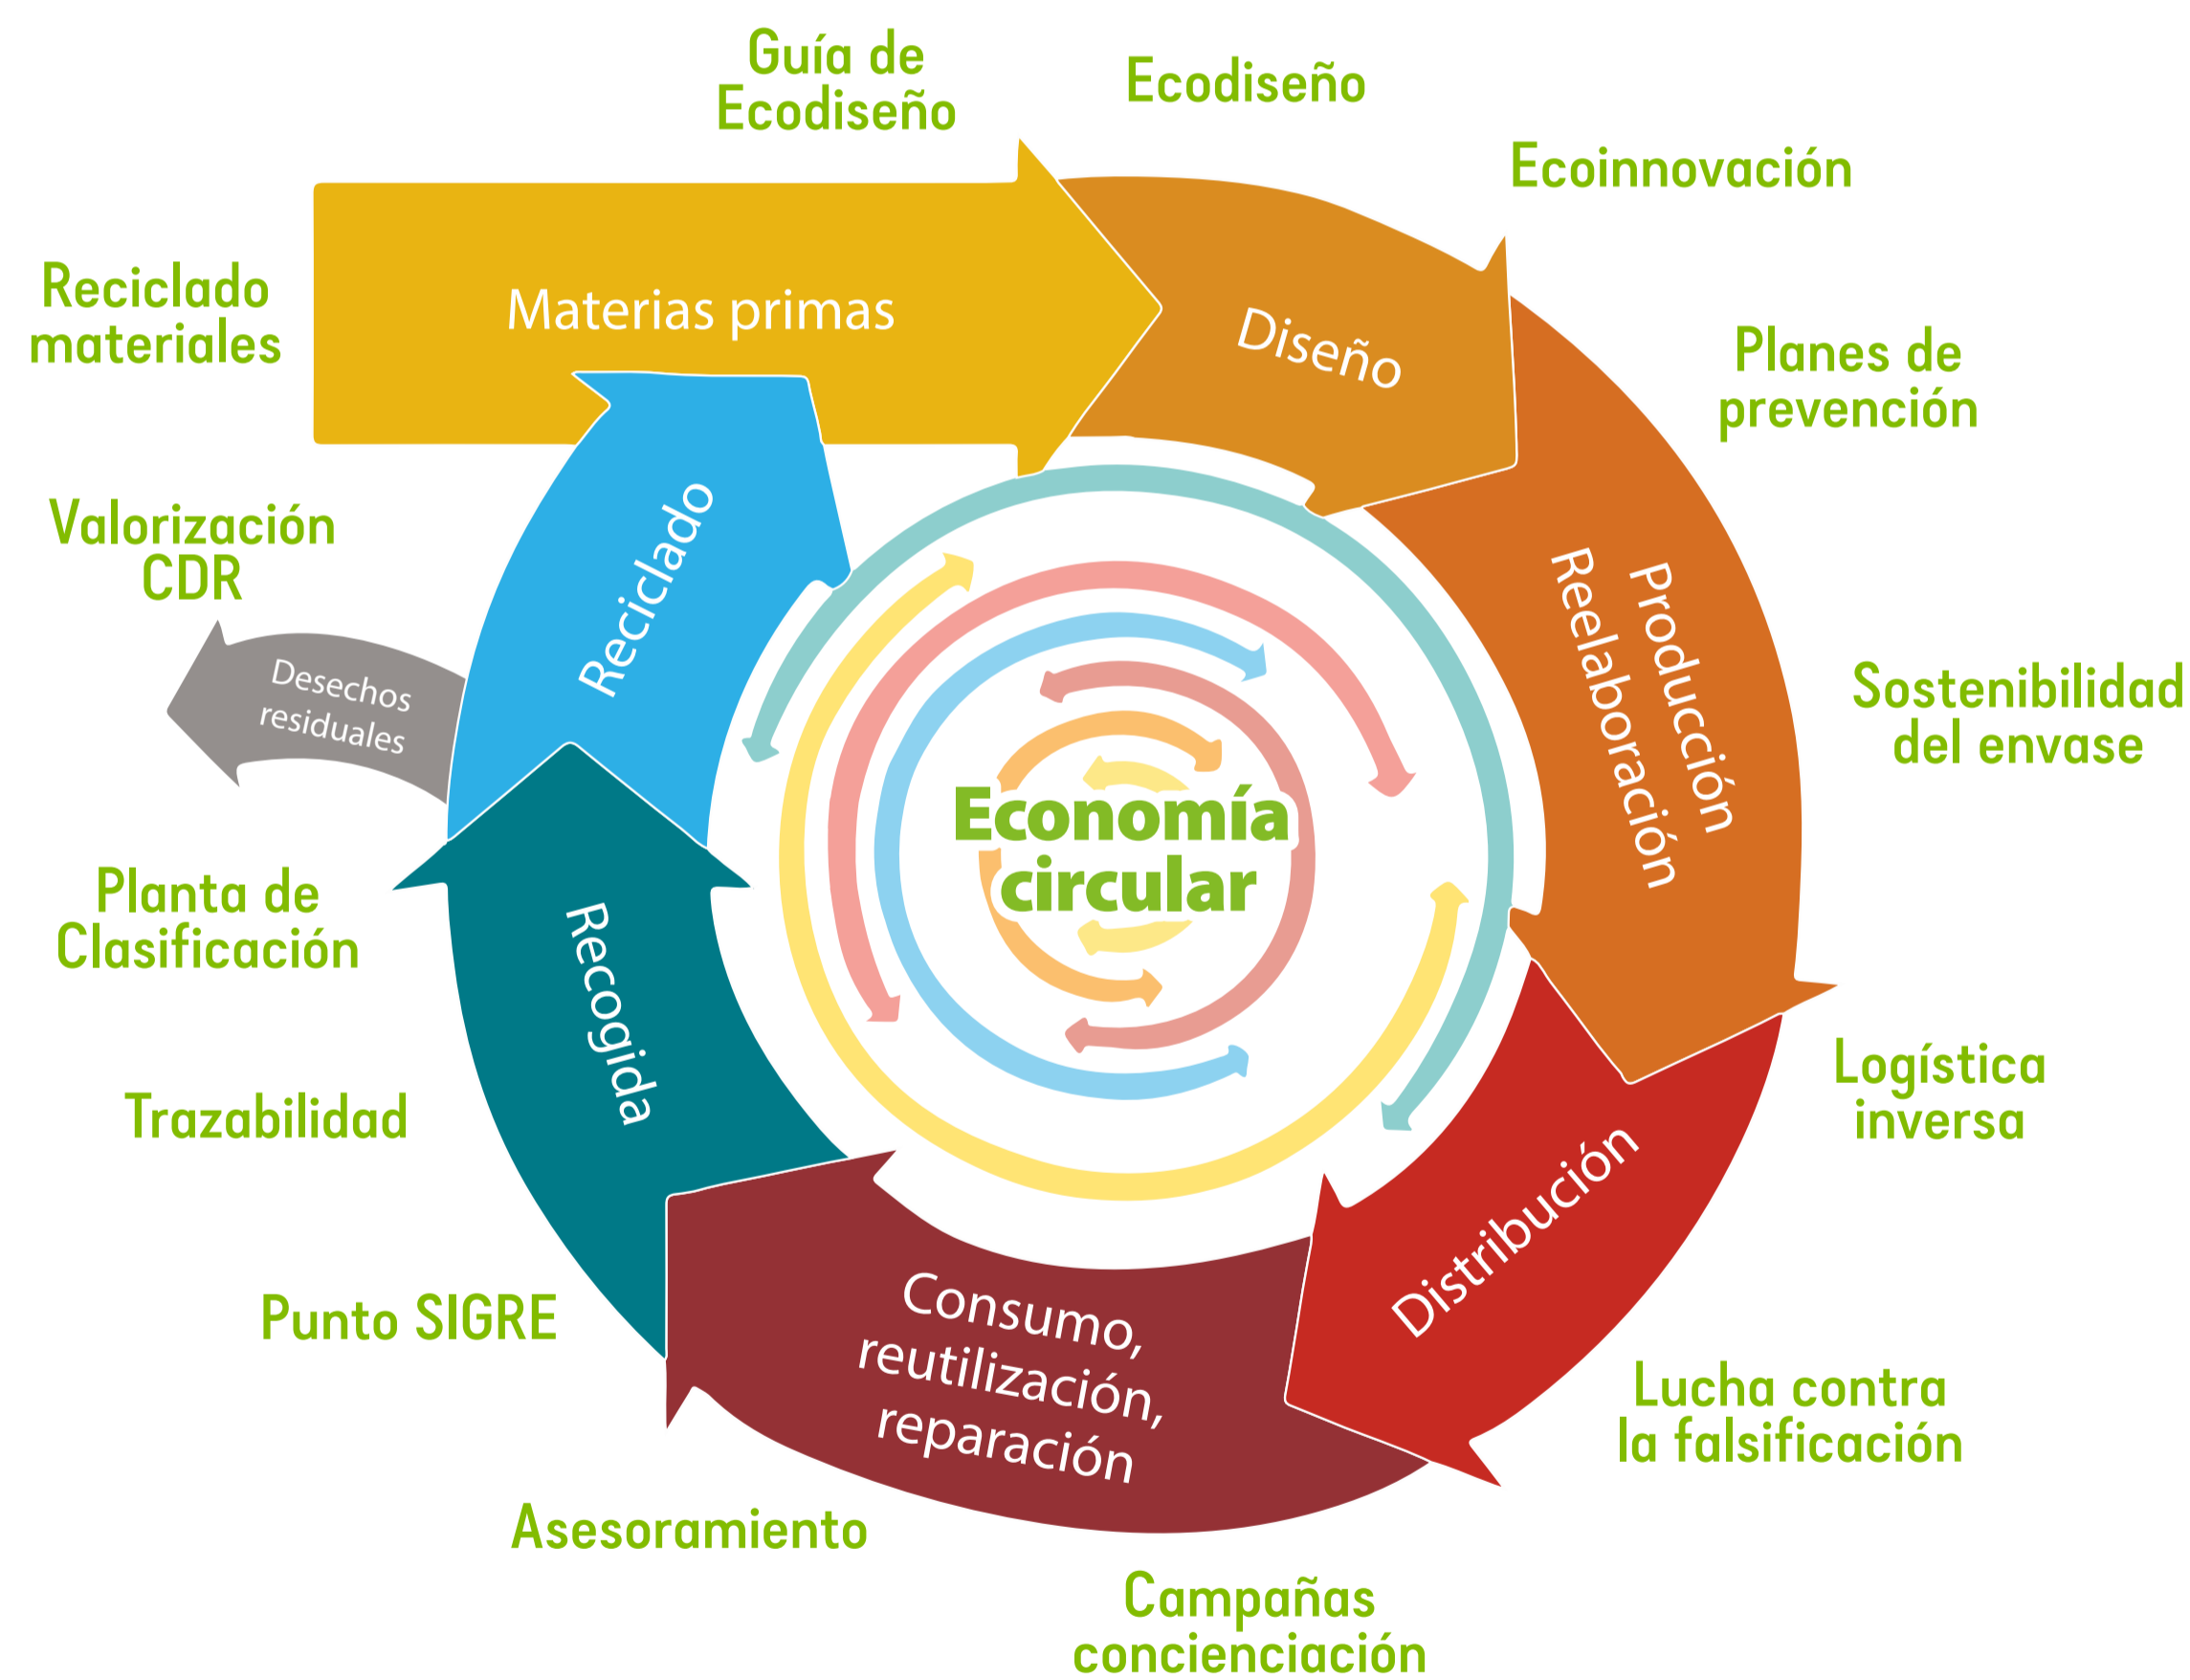 Guía de
Ecodiseño
Ecodiseño
Ecoinnovación
Reciclado
materiales
Materias primas
Diseño
Planes de
prevención
Valorización
CDR
Reciclado
Producción
Reelaboración
Desechos
residuales
Sostenibilidad
del envase
Economía
circular
Planta de
Clasificación
Recogida
Logística
inversa
Trazabilidad
Distribución
Punto SIGRE
Consumo,
reutilización,
reparación
Lucha contra
la falsificación
Asesoramiento
Campañas
concienciación